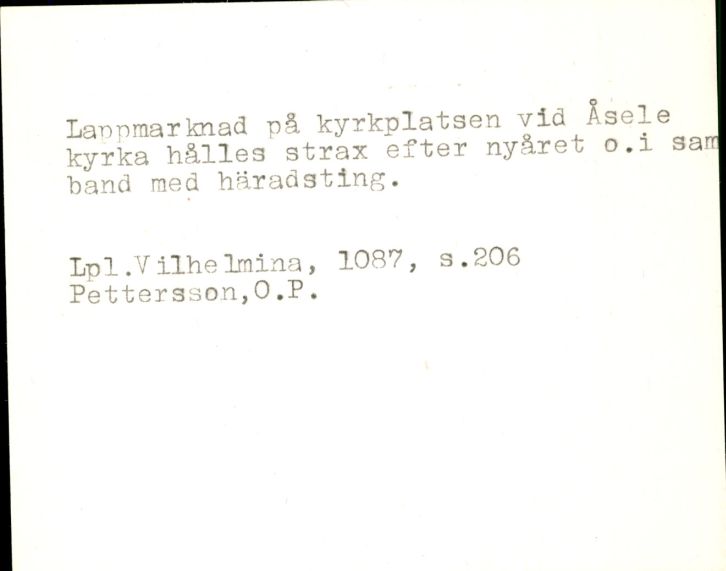 Lappmarknad på kyrkplatsen vid Åsele
kyrka hålles strax efter nyåret o.i sam
band med häradsting.
Lpl.Vilhelmina, 1087, s.206
Pettersson,O.P.